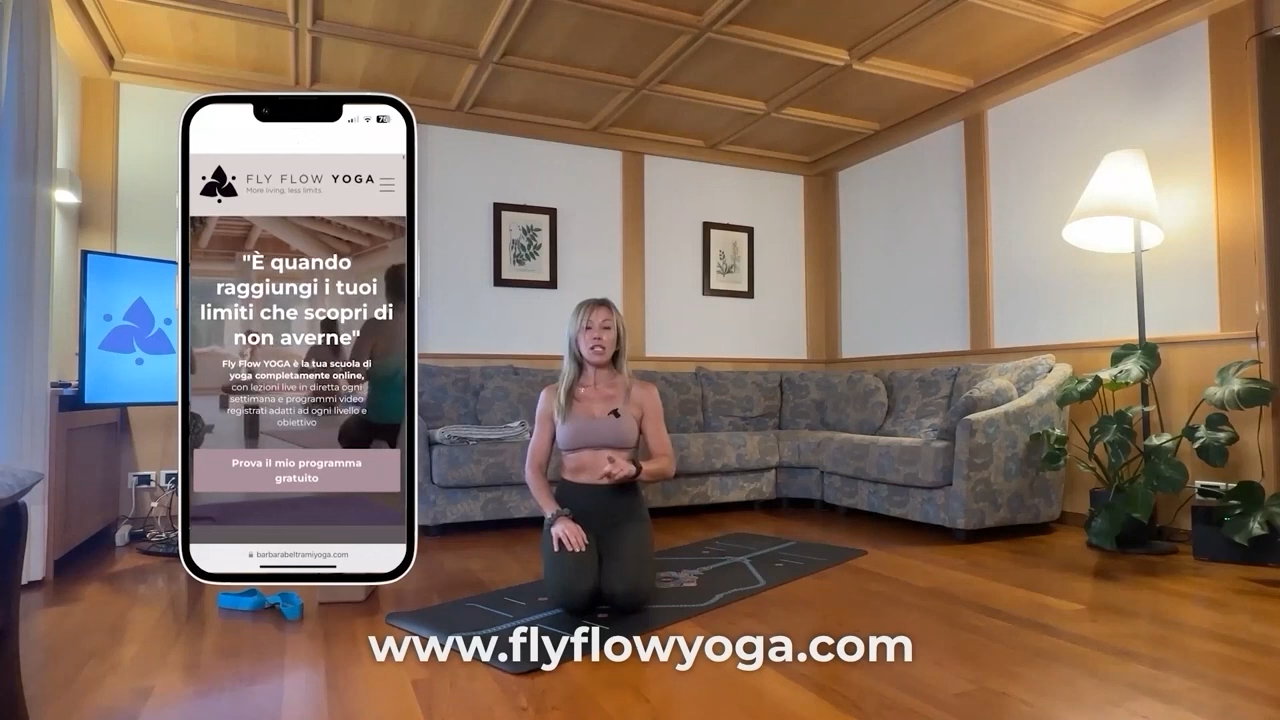 78
FLY FLOW YOGA
More living, less limits
"È quando
raggiungi i tuoi
limiti che scopri di
non averne"
Fly Flow YOGA è la tua scuola di
yoga completamente online,
con lezioni live in diretta ogni
settimana e programmi video
registrati adatti ad ogni livello e
obiettivo
Prova il mio programma
gratuito
barbarabeltramiyoga.com
www.flyflowyoga.com